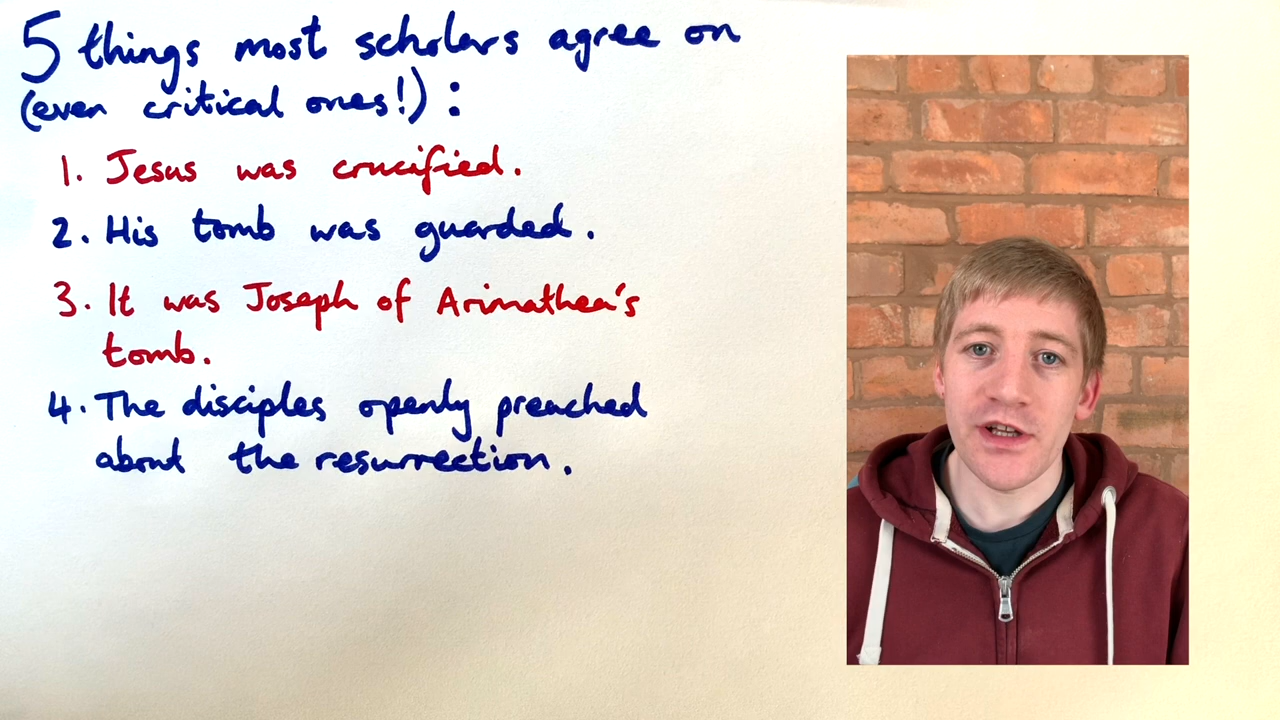 5 things most scholars agree on
(even critical ones!):
1. Jesus was crucified.
2. His tomb was guarded.
3. It was Joseph of Arimathea's
tomb.
4. The disciples openly preached
about the resurrection.